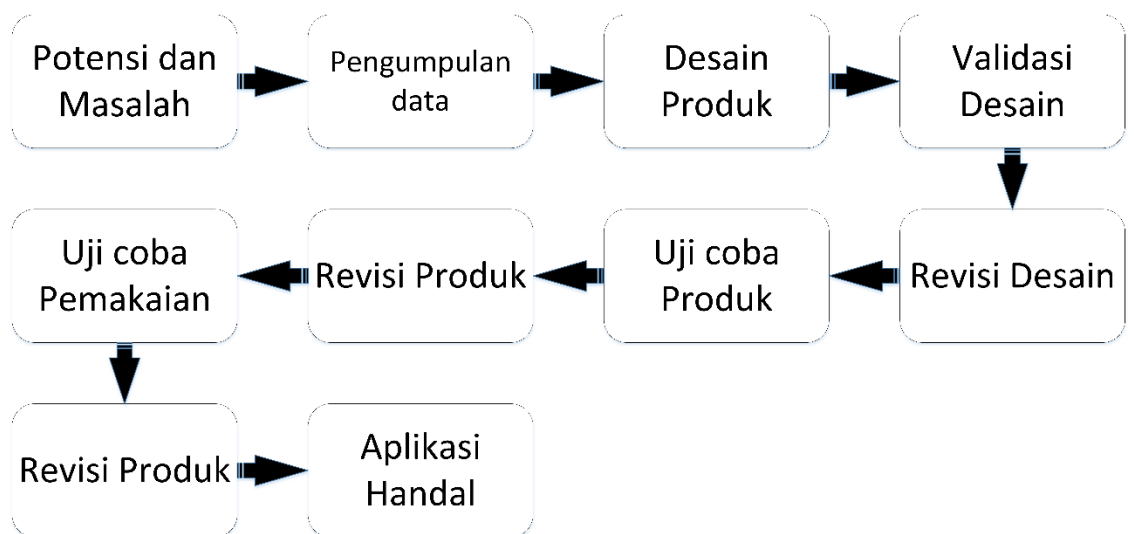 Potensi dan
Masalah
Pengumpulan
data
Desain
Produk
Validasi
Desain
Revisi Desain
Uji coba
Produk
Revisi Produk
Uji coba
Pemakaian
Revisi Produk
Aplikasi
Handal